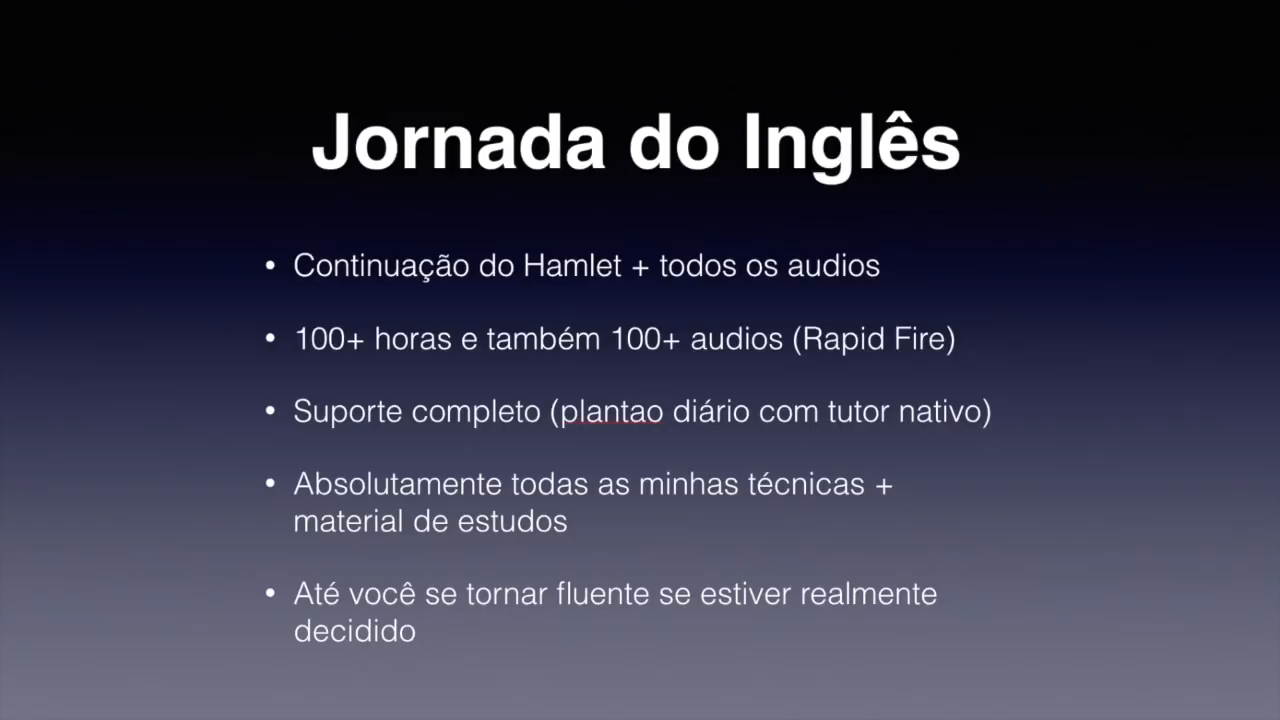 Jornada do Inglês
• Continuação do Hamlet + todos os audios
• 100+ horas e também 100+ audios (Rapid Fire)
• Suporte completo (plantao diário com tutor nativo)
• Absolutamente todas as minhas técnicas +
material de estudos
• Até você se tornar fluente se estiver realmente
decidido